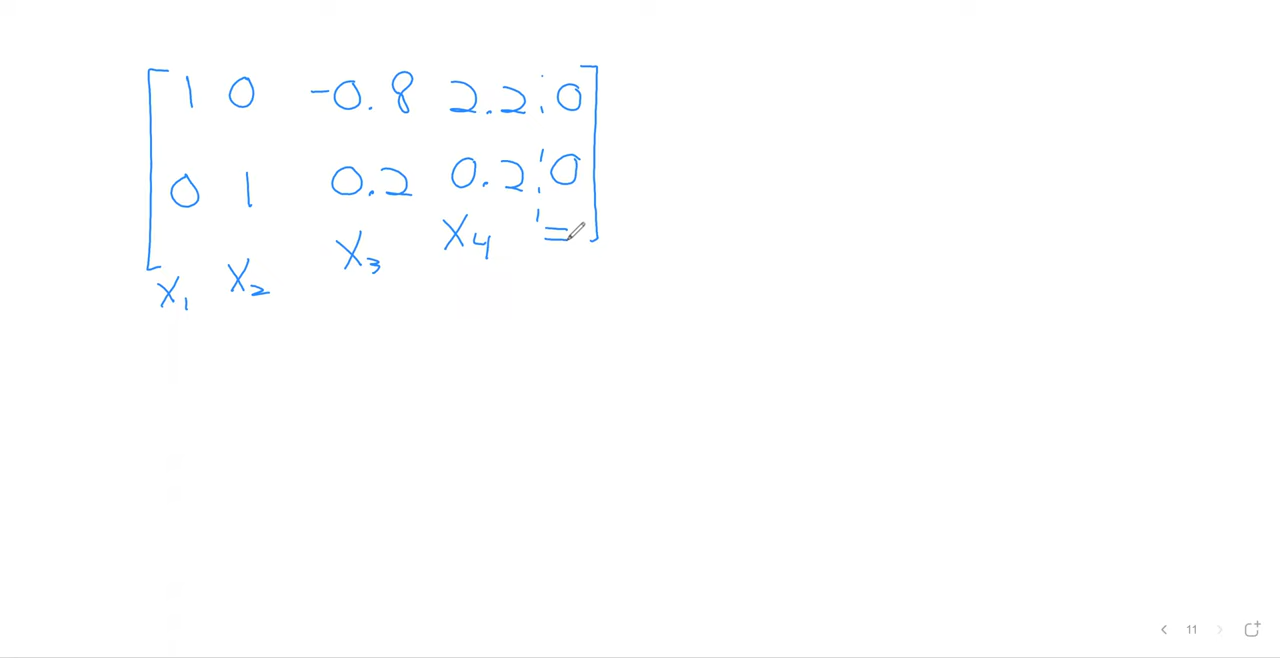 1 0 -0.8 2.2 ⋮ 0
0 1 0.2 0.2 ⋮ 0
x₁ x₂ x₃ x₄ =
11